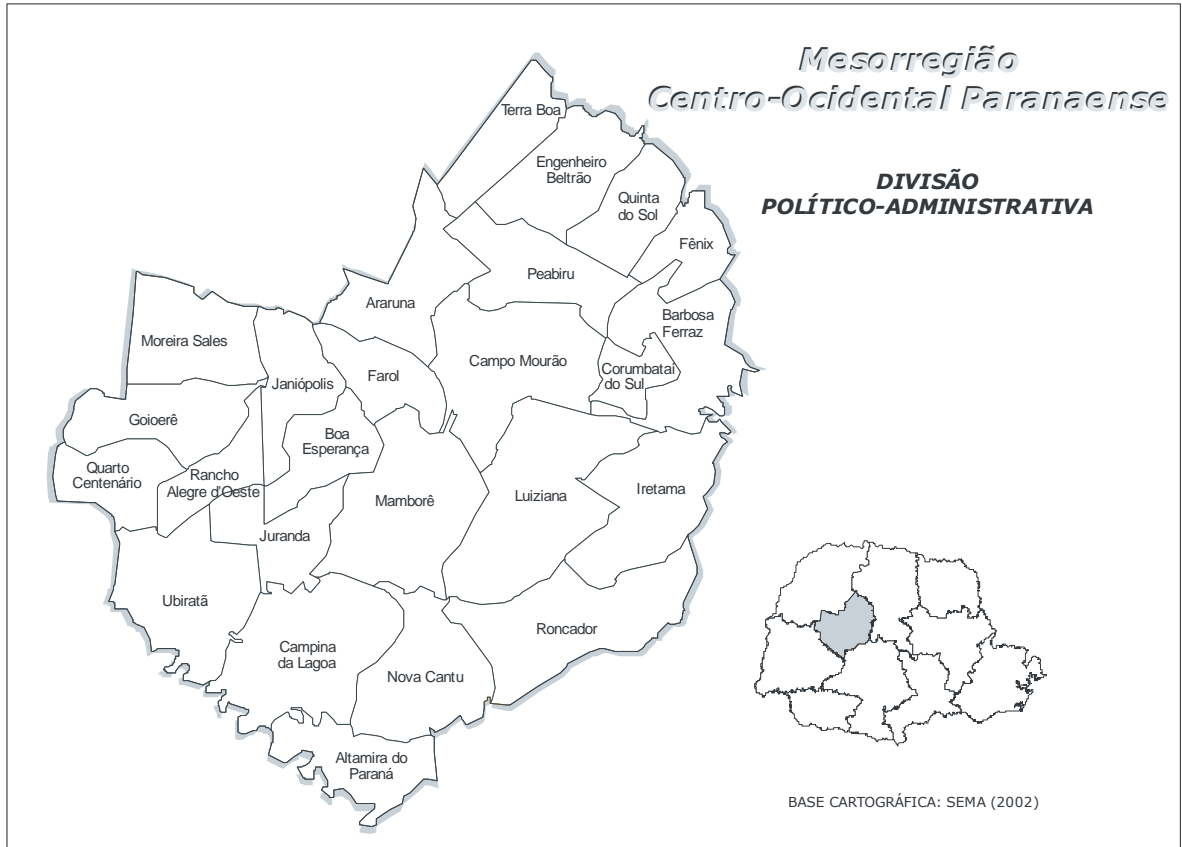 Mesorregião
Centro-Ocidental Paranaense
DIVISÃO
POLÍTICO-ADMINISTRATIVA
Terra Boa
Engenheiro
Beltrão
Quinta
do Sol
Fênix
Peabiru
Araruna
Barbosa
Ferraz
Moreira Sales
Campo Mourão
Corumbataí
do Sul
Farol
Janiópolis
Goioerê
Boa
Esperança
Quarto
Centenário
Rancho
Alegre d'Oeste
Mamborê
Luiziana
Iretama
Juranda
Ubiratã
Roncador
Campina
da Lagoa
Nova Cantu
Altamira do
Paraná
BASE CARTOGRÁFICA: SEMA (2002)